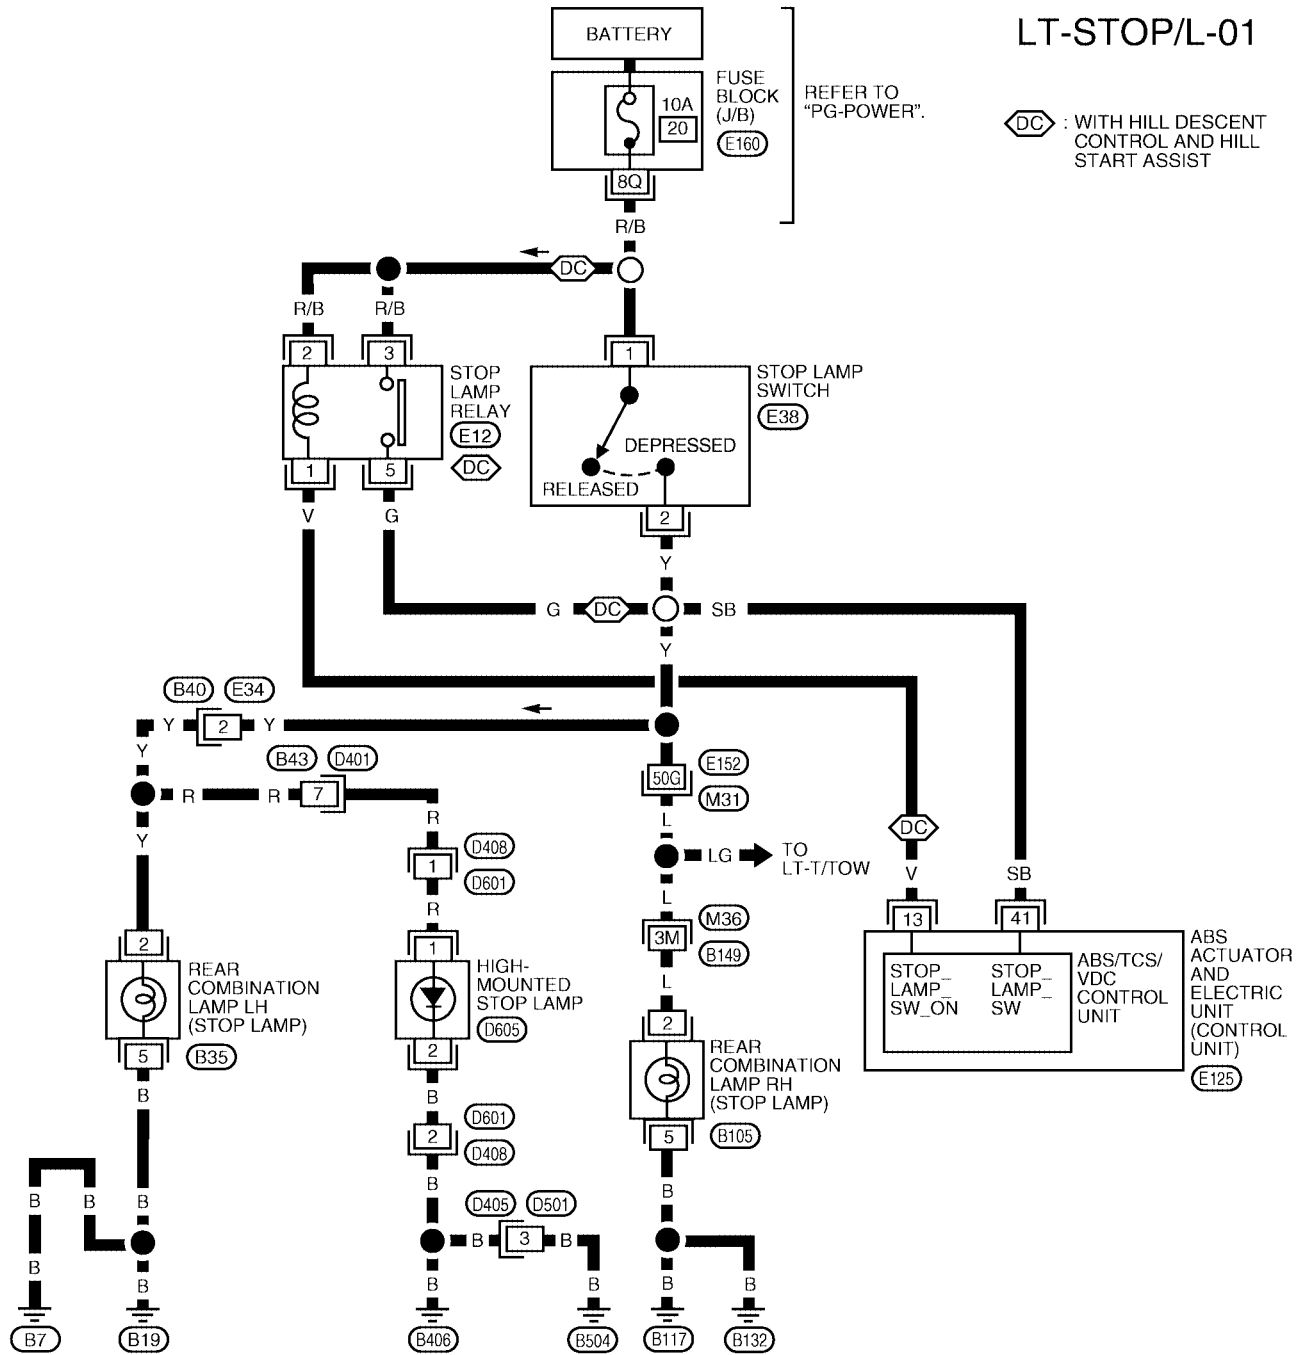 LT-STOP/L-01
BATTERY
FUSE
BLOCK
(J/B)
E160
10A
20
8Q
REFER TO
"PG-POWER".
DC : WITH HILL DESCENT
CONTROL AND HILL
START ASSIST
R/B
DC
R/B
R/B
2
3
1
STOP
LAMP
RELAY
E12
DC
STOP LAMP
SWITCH
E38
DEPRESSED
RELEASED
1
5
2
V
G
Y
G
DC
SB
Y
B40
E34
Y
2
Y
Y
B43
D401
R
R
7
Y
R
50G
E152
M31
L
LG
TO
LT-T/TOW
L
DC
V
SB
D408
1
D601
R
M36
3M
B149
L
13
41
2
REAR
COMBINATION
LAMP LH
(STOP LAMP)
5
B35
1
HIGH-
MOUNTED
STOP LAMP
D605
2
2
REAR
COMBINATION
LAMP RH
(STOP LAMP)
5
B105
STOP_
LAMP_
SW_ON
STOP_
LAMP_
SW
ABS/TCS/
VDC
CONTROL
UNIT
ABS
ACTUATOR
AND
ELECTRIC
UNIT
(CONTROL
UNIT)
E125
B
B
D601
2
D408
B
B
B
B
B
D405
D501
B
3
B
B
B
B
B
B
B
B
B7
B19
B406
B504
B117
B132